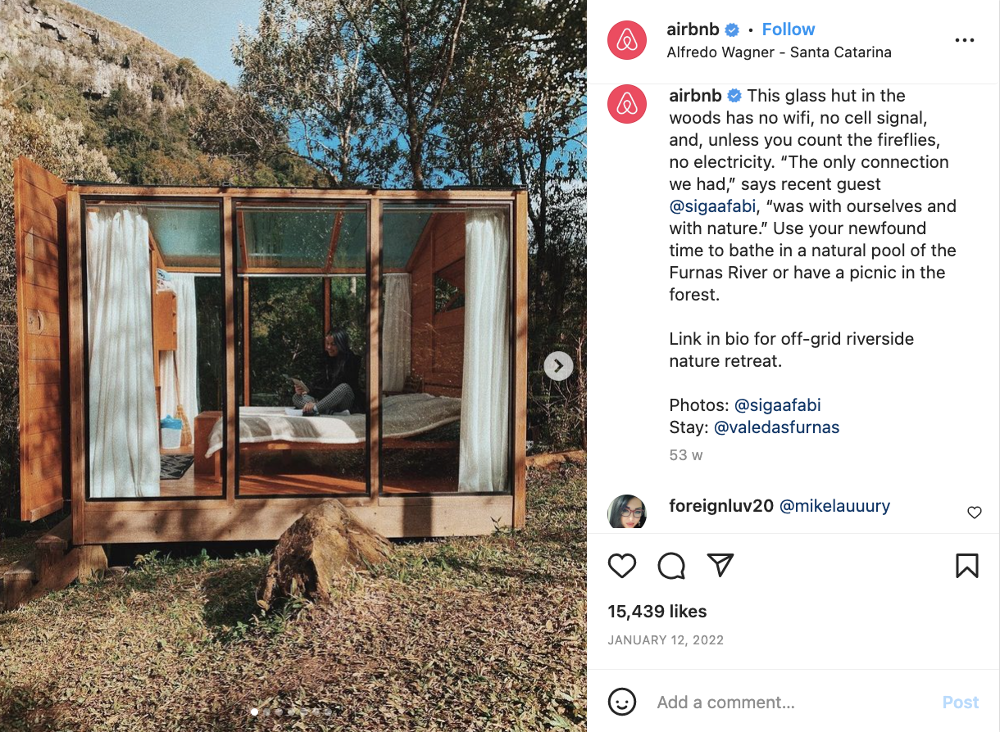 airbnb • Follow
Alfredo Wagner - Santa Catarina
airbnb This glass hut in the
woods has no wifi, no cell signal,
and, unless you count the fireflies,
no electricity. “The only connection
we had,” says recent guest
@sigaafabi, “was with ourselves and
with nature.” Use your newfound
time to bathe in a natural pool of the
Furnas River or have a picnic in the
forest.
Link in bio for off-grid riverside
nature retreat.
Photos: @sigaafabi
Stay: @valedasfurnas
53 w
foreignluv20 @mikelauuury
15,439 likes
JANUARY 12, 2022
Add a comment... Post